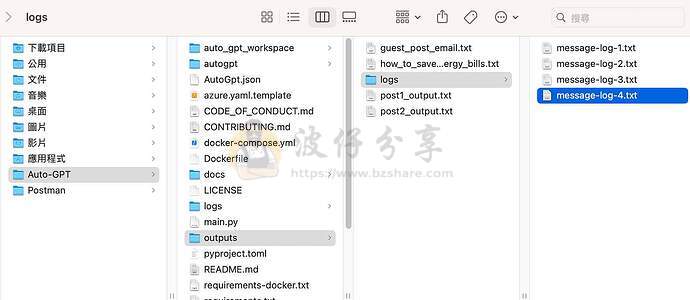 logs
搜尋
下載項目
公用
文件
音樂
桌面
圖片
影片
應用程式
Auto-GPT
Postman
auto_gpt_workspace
autogpt
AutoGpt.json
azure.yaml.template
CODE_OF_CONDUCT.md
CONTRIBUTING.md
docker-compose.yml
Dockerfile
docs
LICENSE
logs
main.py
outputs
pyproject.toml
README.md
requirements-docker.txt
requirements.txt
guest_post_email.txt
how_to_save...ergy_bills.txt
logs
post1_output.txt
post2_output.txt
message-log-1.txt
message-log-2.txt
message-log-3.txt
message-log-4.txt
波仔分享
https://www.bzshare.com